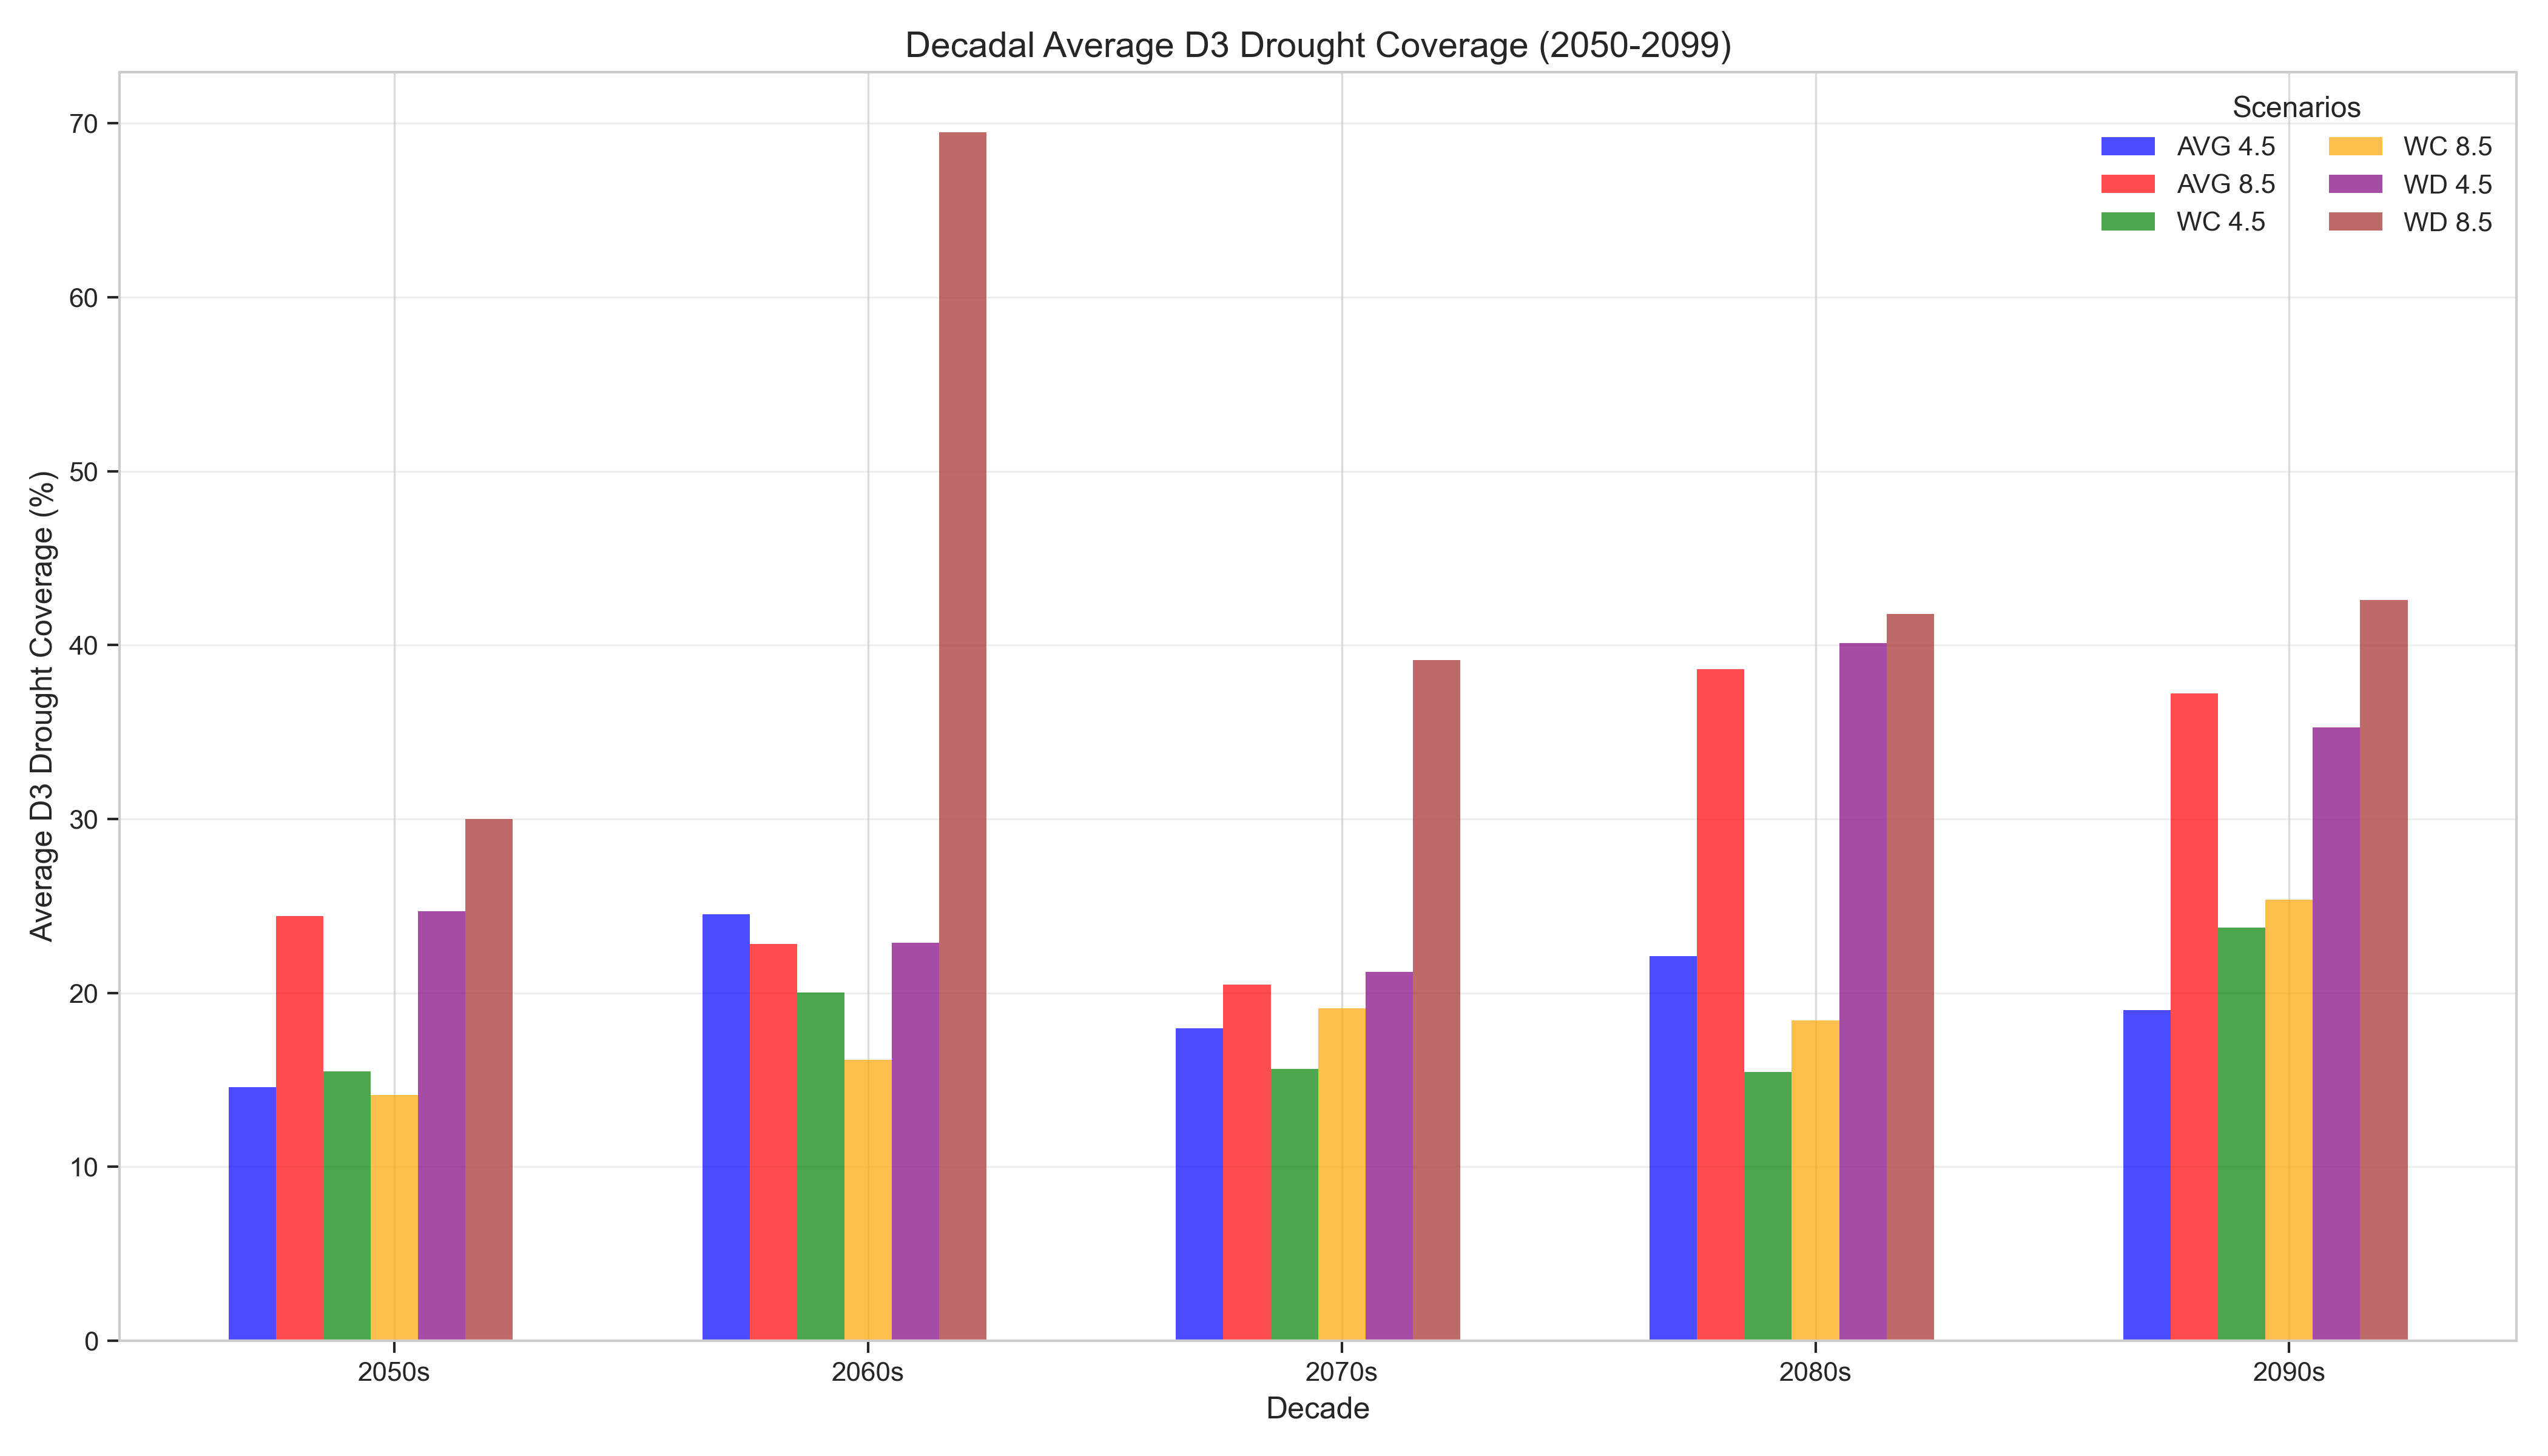 Decadal Average D3 Drought Coverage (2050-2099)
Scenarios
AVG 4.5
AVG 8.5
WC 4.5
WC 8.5
WD 4.5
WD 8.5
Average D3 Drought Coverage (%)
70
60
50
40
30
20
10
0
2050s
2060s
2070s
2080s
2090s
Decade